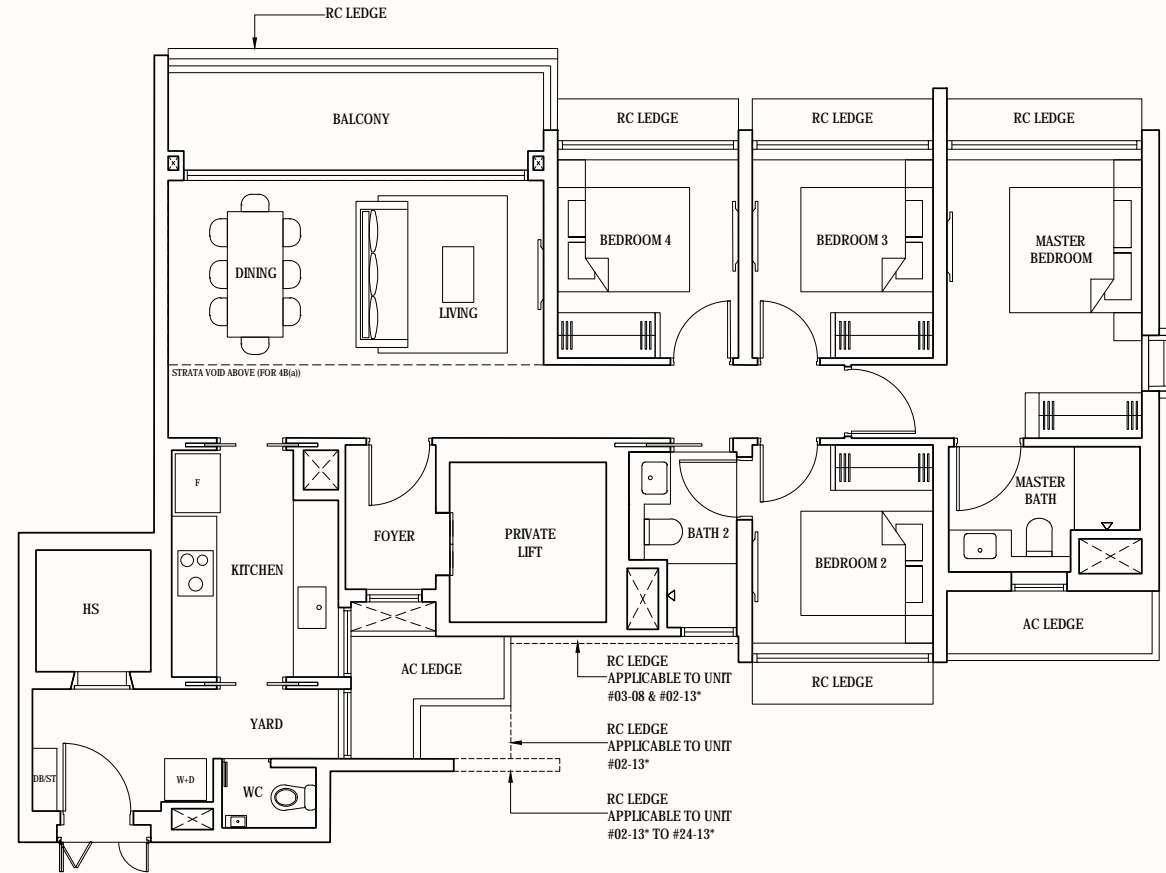 RC LEDGE
BALCONY
RC LEDGE
RC LEDGE
RC LEDGE
BEDROOM 4
BEDROOM 3
MASTER
BEDROOM
DINING
LIVING
STRATA VOID ABOVE (FOR 4B(a))
F
FOYER
PRIVATE
LIFT
BATH 2
MASTER
BATH
KITCHEN
BEDROOM 2
HS
AC LEDGE
AC LEDGE
RC LEDGE
APPLICABLE TO UNIT
#03-08 & #02-13*
RC LEDGE
YARD
RC LEDGE
APPLICABLE TO UNIT
#02-13*
DB/ST
W+D
WC
RC LEDGE
APPLICABLE TO UNIT
#02-13* TO #24-13*